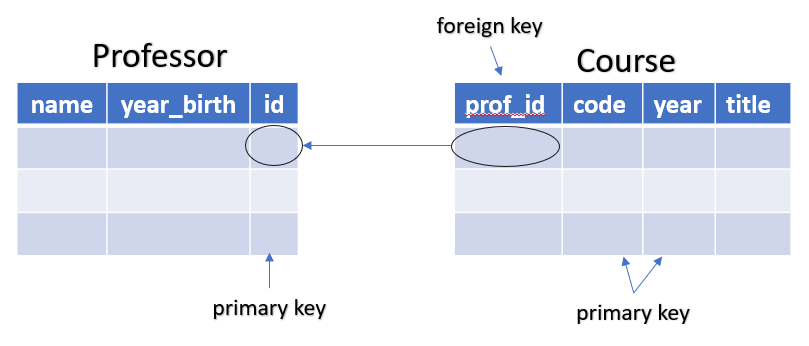 foreign key
Professor
Course
name year_birth id
prof_id code year title
primary key
primary key